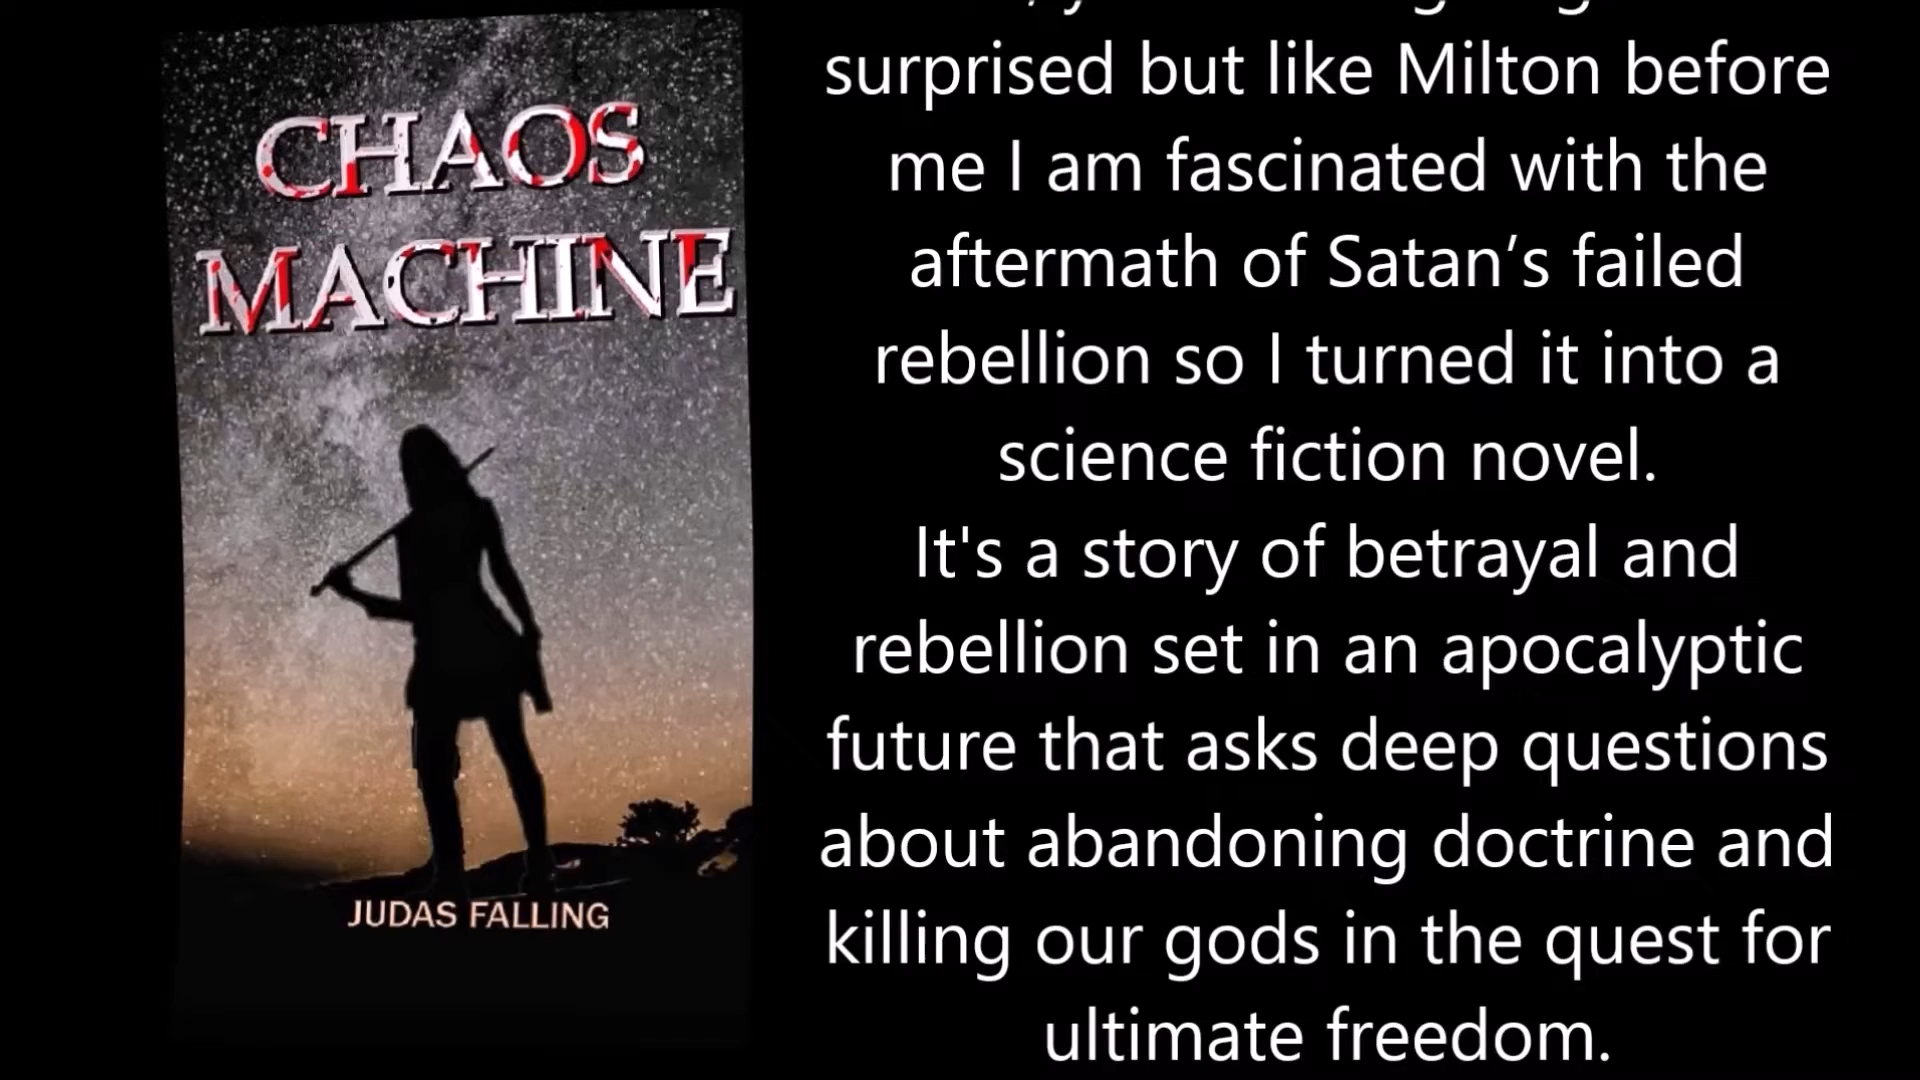 CHAOS
MACHINE
JUDAS FALLING
surprised but like Milton before
me I am fascinated with the
aftermath of Satan’s failed
rebellion so I turned it into a
science fiction novel.
It's a story of betrayal and
rebellion set in an apocalyptic
future that asks deep questions
about abandoning doctrine and
killing our gods in the quest for
ultimate freedom.